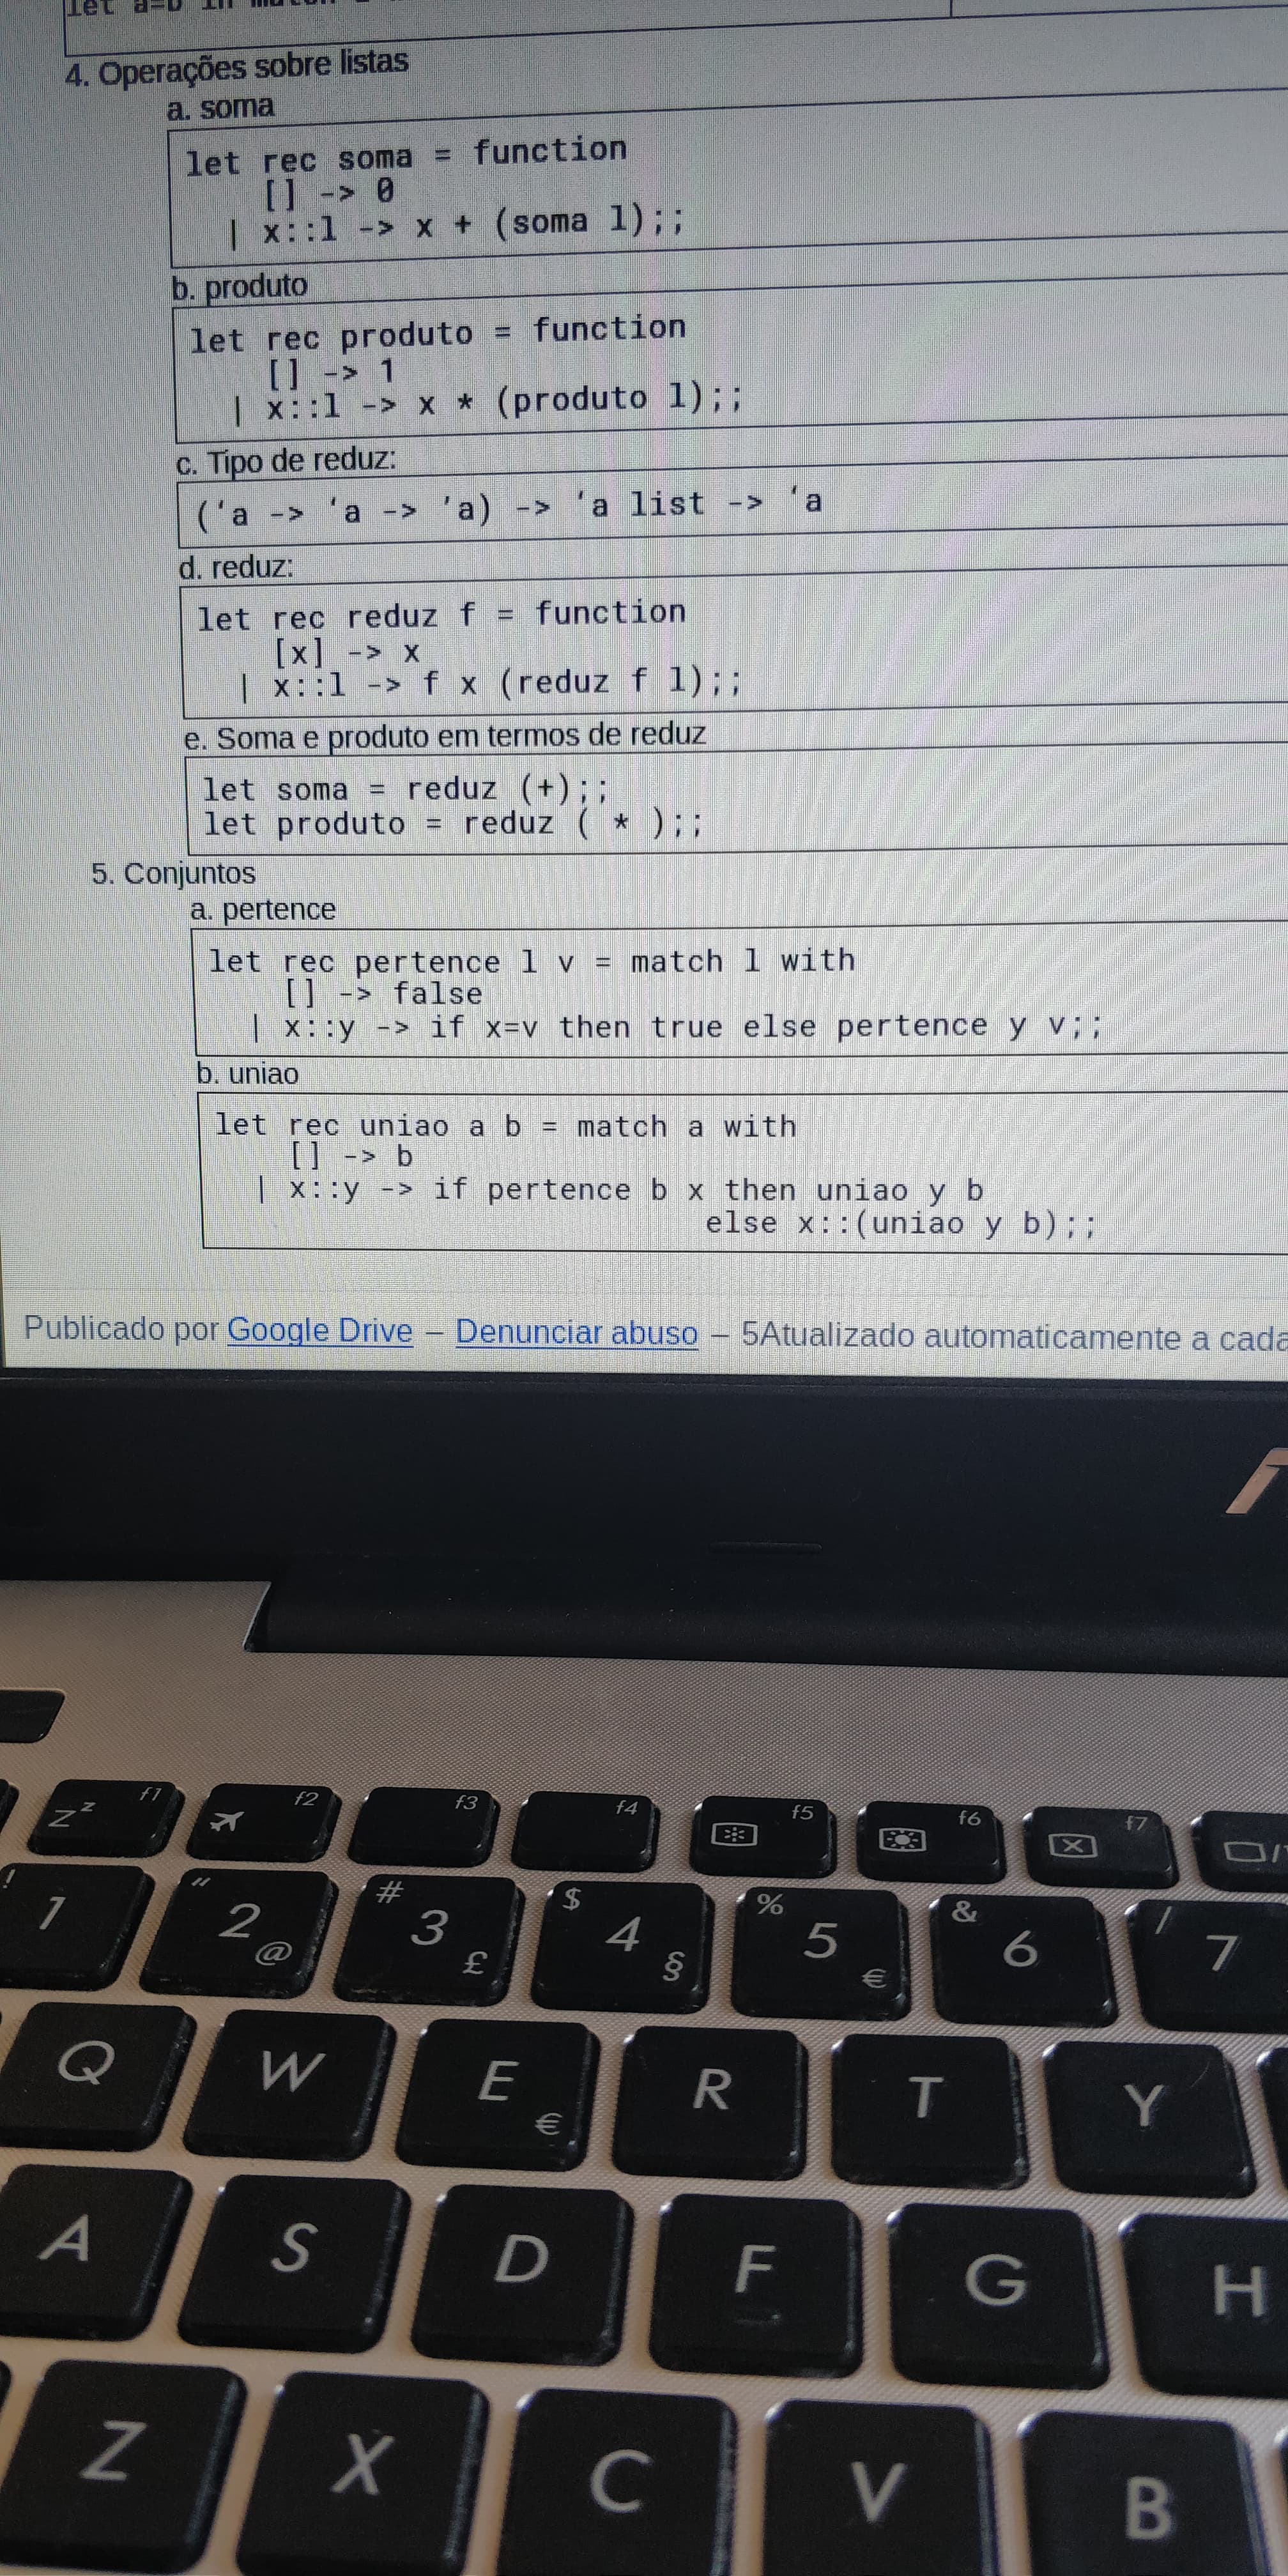 let a=b in
4. Operações sobre listas
a. soma
let rec soma = function
[] -> 0
| x::l -> x + (soma l);;
b. produto
let rec produto = function
[] -> 1
| x::l -> x * (produto l);;
c. Tipo de reduz:
('a -> 'a -> 'a) -> 'a list -> 'a
d. reduz:
let rec reduz f = function
[x] -> x
| x::l -> f x (reduz f l);;
e. Soma e produto em termos de reduz
let soma = reduz (+);;
let produto = reduz ( * );;
5. Conjuntos
a. pertence
let rec pertence l v = match l with
[] -> false
| x::y -> if x=v then true else pertence y v;;
b. uniao
let rec uniao a b = match a with
[] -> b
| x::y -> if pertence b x then uniao y b
else x::(uniao y b);;
Publicado por Google Drive – Denunciar abuso – 5Atualizado automaticamente a cada
Zz f1 f2 f3 f4 f5 f6 f7
! 1 " 2 @ # 3 £ $ 4 § % 5 € & 6 / 7
Q W E € R T Y
A S D F G H
Z X C V B